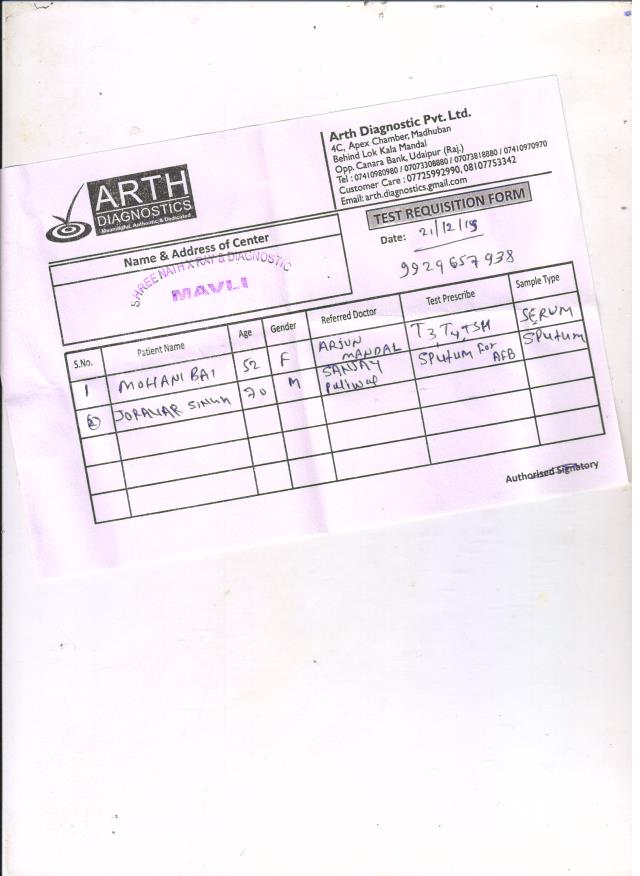 ARTH
DIAGNOSTICS
Meaningful, Authentic & Dedicated
Arth Diagnostic Pvt. Ltd.
4C, Apex Chamber, Madhuban
Behind Lok Kala Mandal
Opp. Canara Bank, Udaipur (Raj.)
Tel : 07410980980 / 07073308880 / 07073818880 / 07410970970
Customer Care : 07725992990, 08107753342
Email: arth.diagnostics.gmail.com
TEST REQUISITION FORM
Name & Address of Center
SHREE NATH X RAY & DIAGNOSTIC
MAVLI
Date: 21/12/19
9929657938
S.No. Patient Name Age Gender Referred Doctor Test Prescribe Sample Type
1 MOHANI BAI 52 F ARJUN MANDAL T3 T4, TSH SERUM
2 JORAVAR SINGH 70 M SANJAY Paliwal SPUTUM for AFB SPUTUM
Authorised Signatory